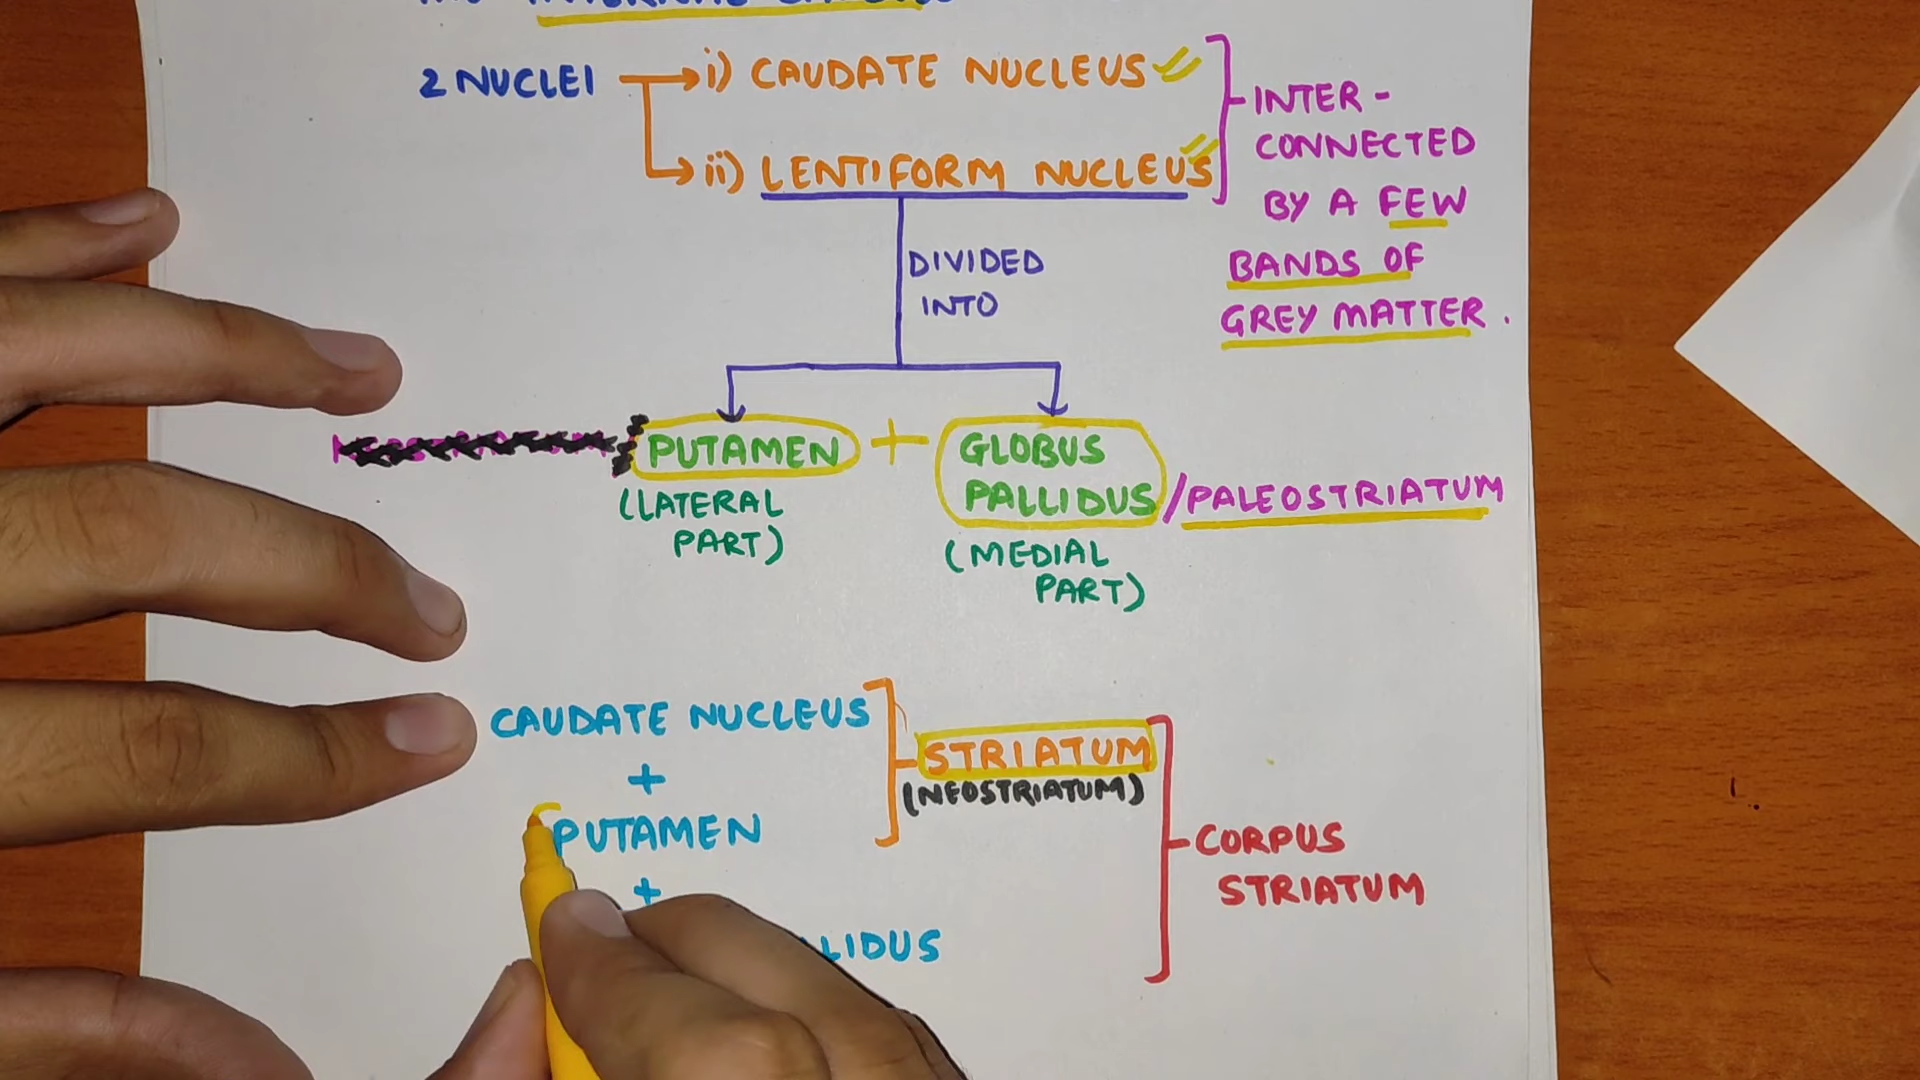 2 NUCLEI
i) CAUDATE NUCLEUS
ii) LENTIFORM NUCLEUS
INTER-
CONNECTED
BY A FEW
BANDS OF
GREY MATTER.
DIVIDED
INTO
PUTAMEN + GLOBUS
PALLIDUS /PALEOSTRIATUM
(LATERAL
PART)
(MEDIAL
PART)
CAUDATE NUCLEUS
+
PUTAMEN
+
STRIATUM
(NEOSTRIATUM)
CORPUS
STRIATUM